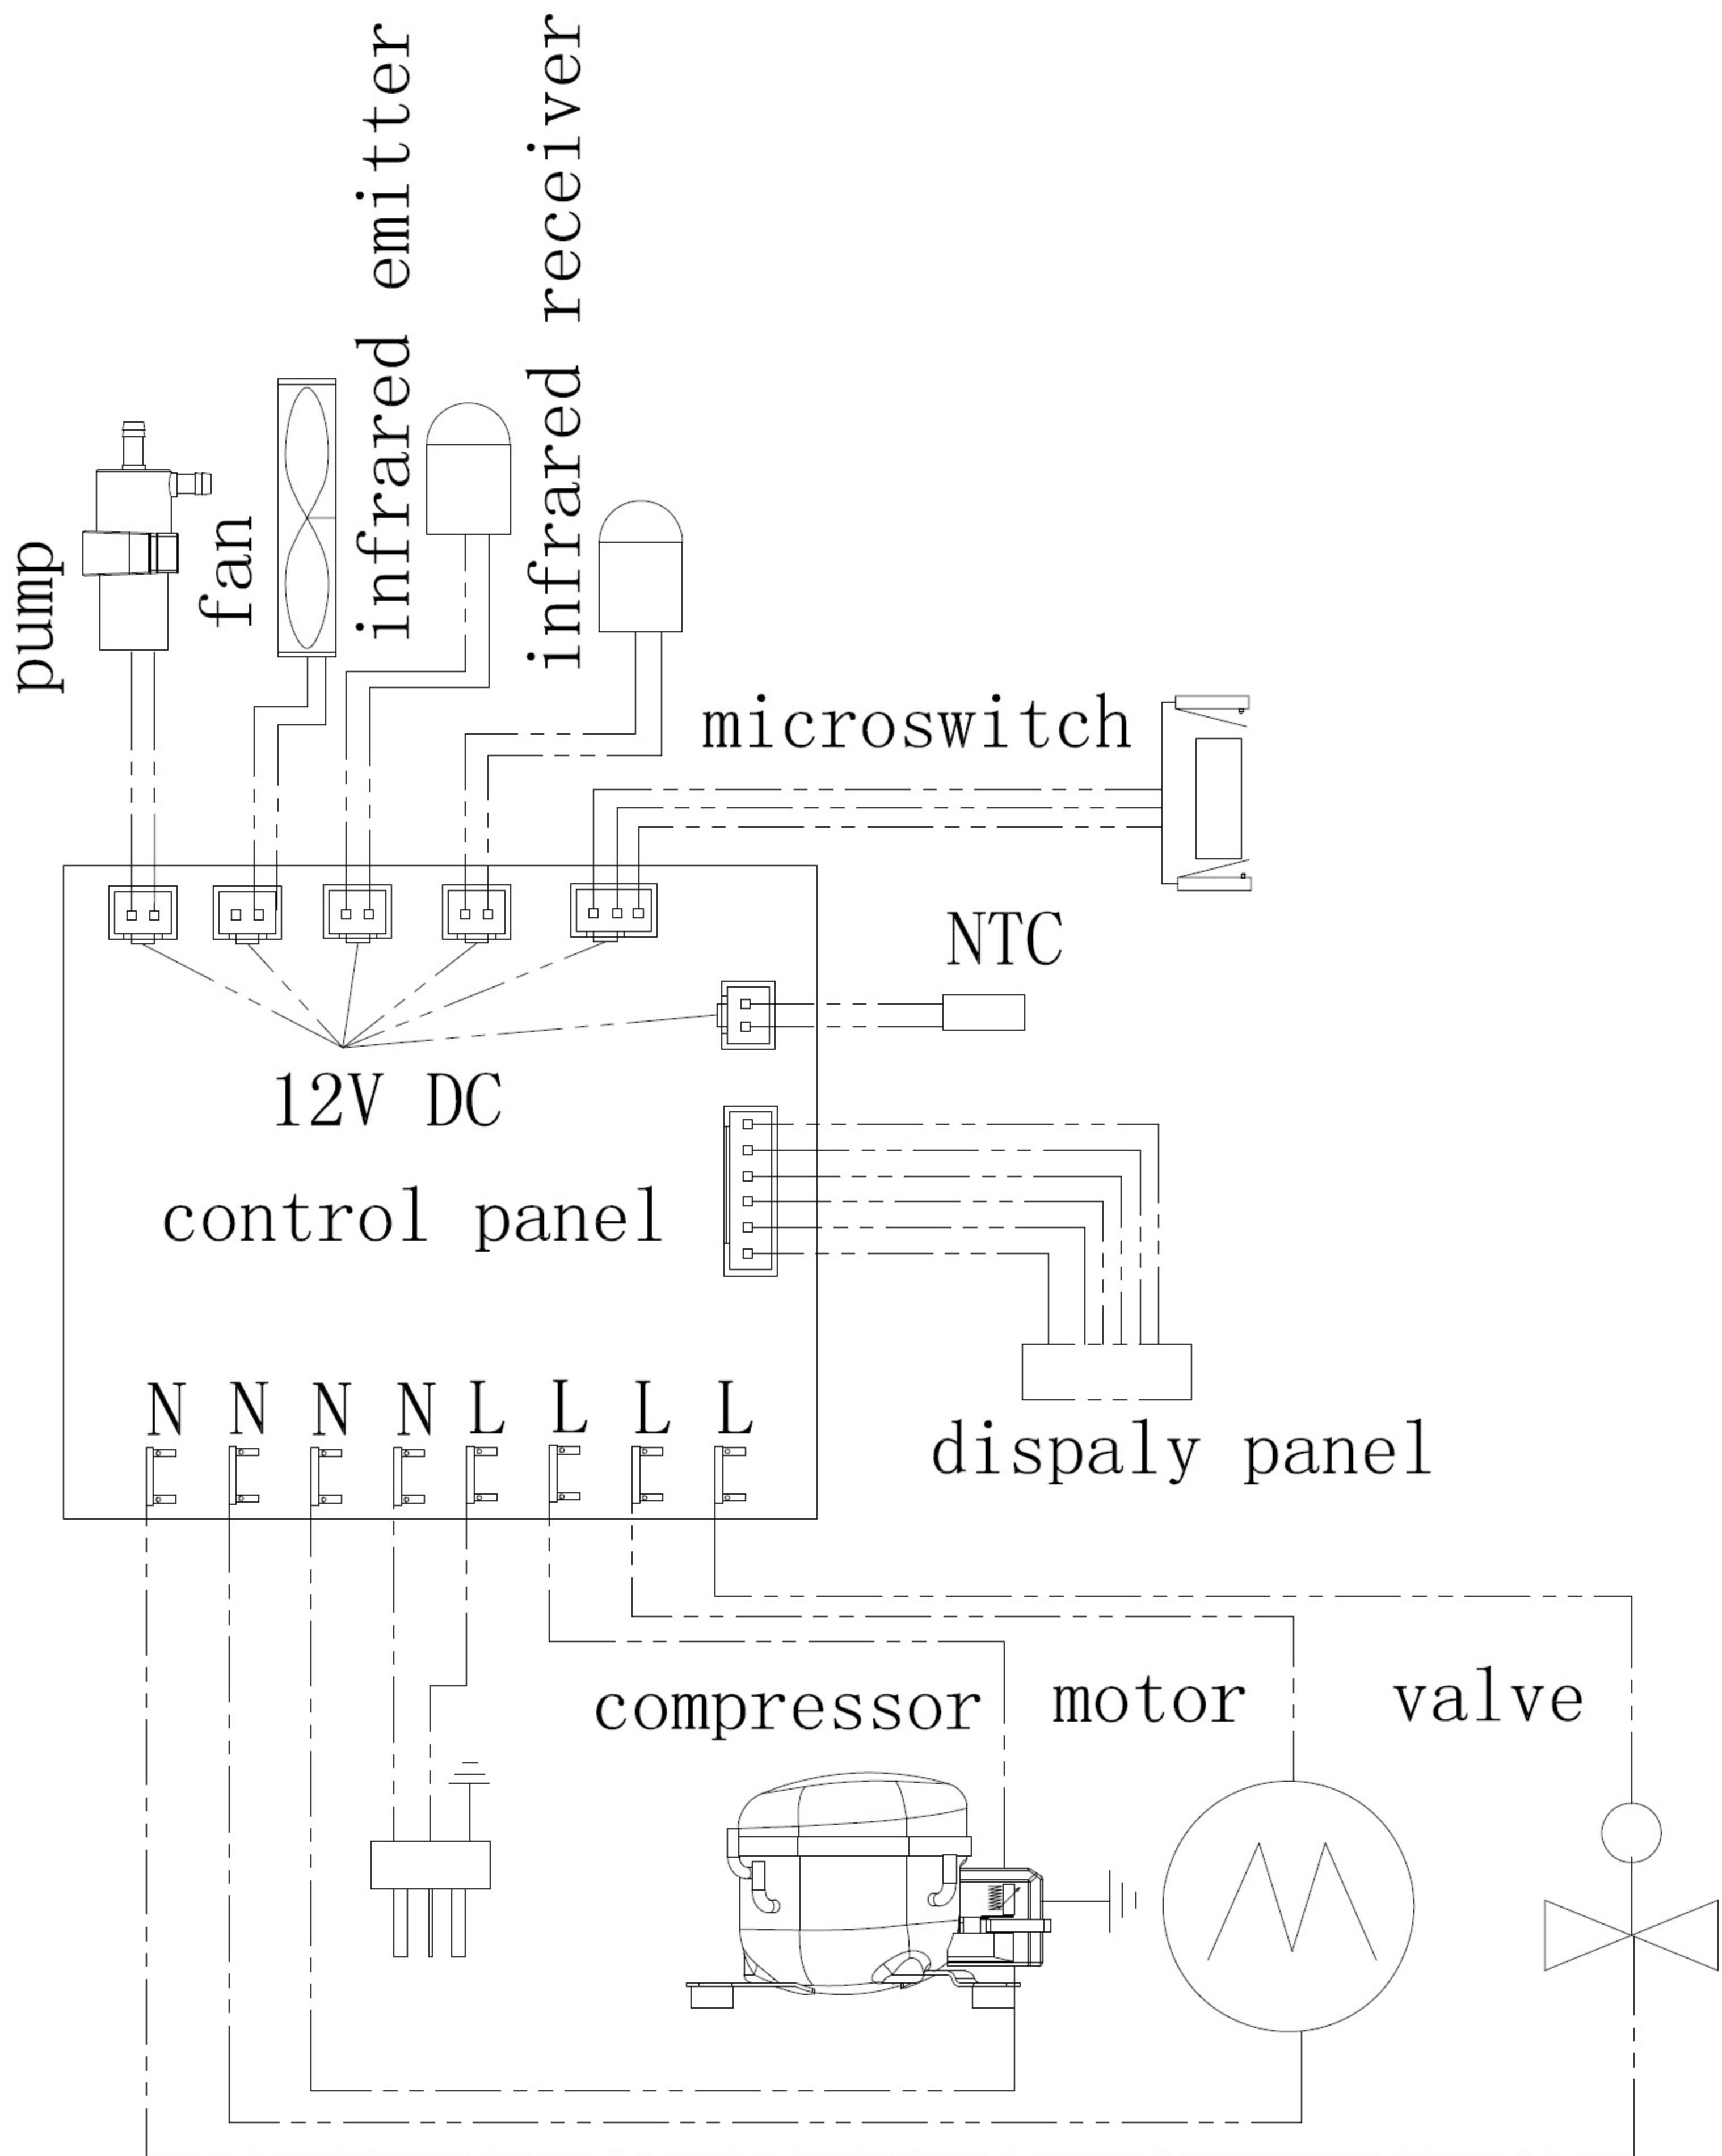 infrared emitter
infrared receiver
pump
fan
microswitch
NTC
12V DC
control panel
N N N N L L L L
dispaly panel
compressor
motor
valve